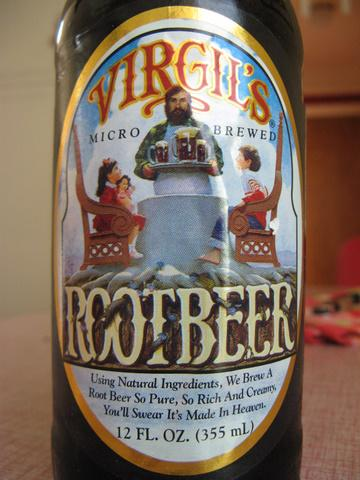 VIRGIL'S®
MICRO BREWED
ROOTBEER
Using Natural Ingredients, We Brew A
Root Beer So Pure, So Rich And Creamy,
You'll Swear It's Made In Heaven.
12 FL. OZ. (355 mL)